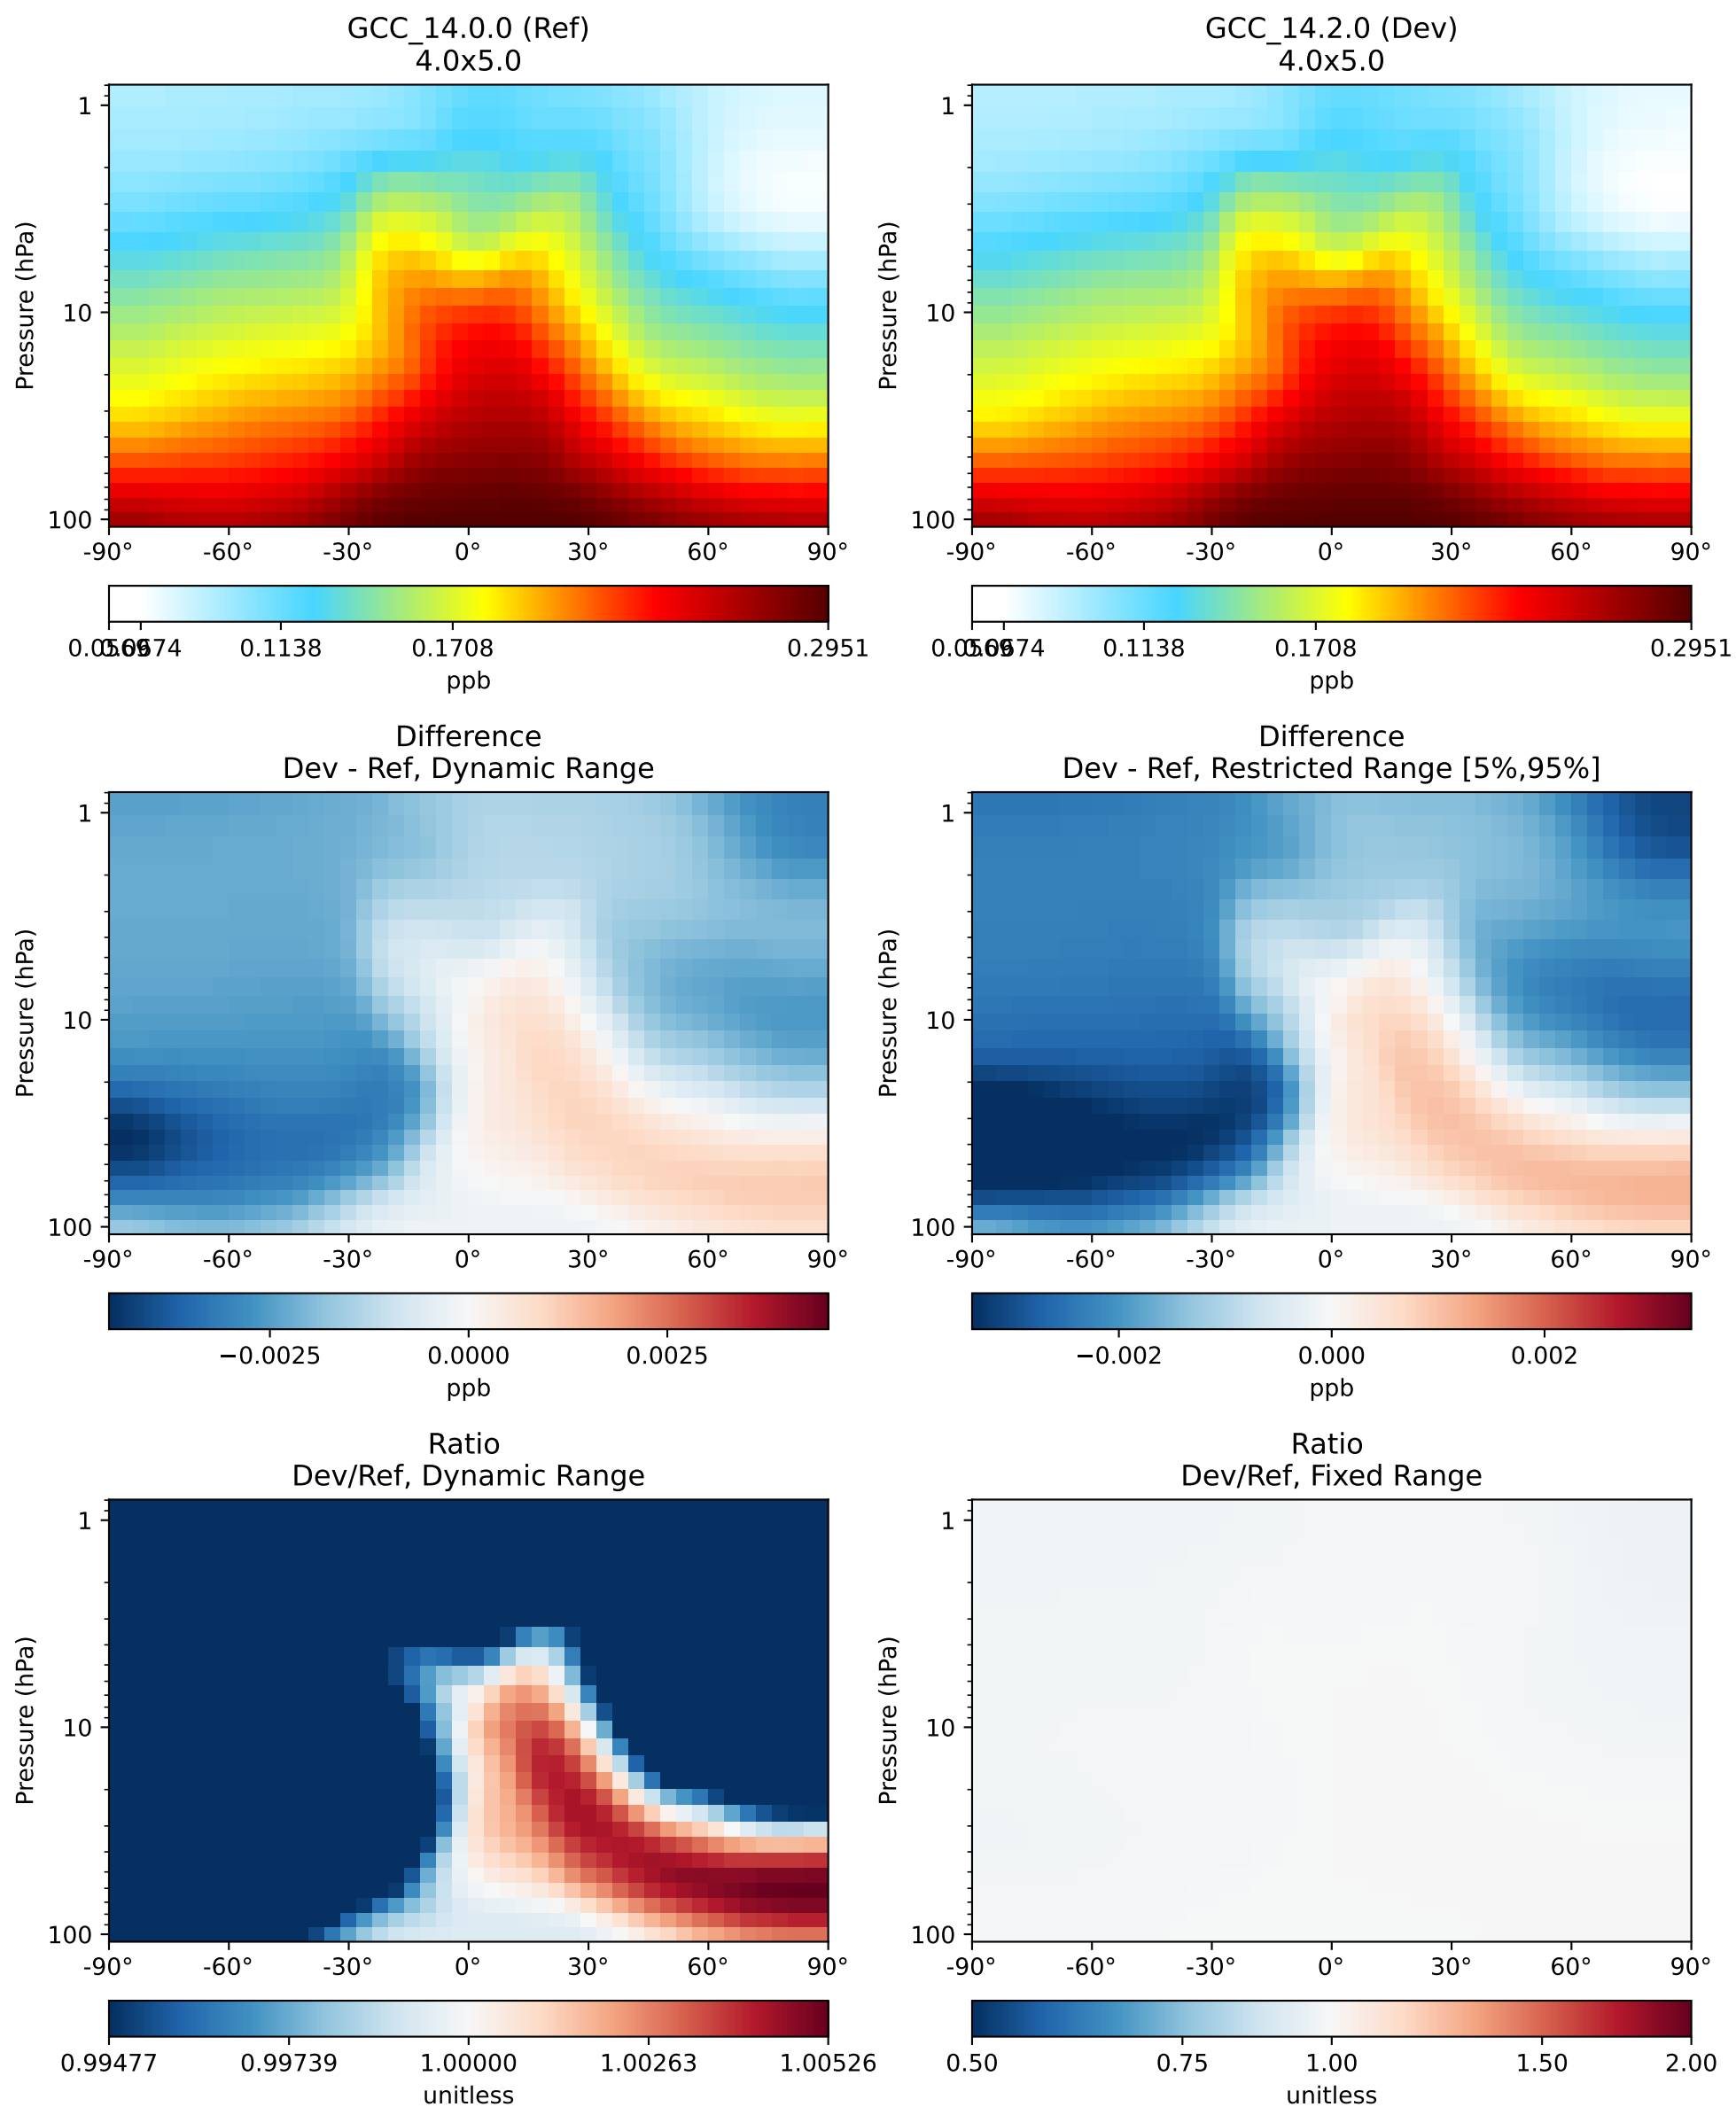 GCC_14.0.0 (Ref)
4.0x5.0
1
10
100
Pressure (hPa)
-90° -60° -30° 0° 30° 60° 90°
0.0674 0.1138 0.1708 0.2951
ppb
GCC_14.2.0 (Dev)
4.0x5.0
1
10
100
Pressure (hPa)
-90° -60° -30° 0° 30° 60° 90°
0.0674 0.1138 0.1708 0.2951
ppb
Difference
Dev - Ref, Dynamic Range
1
10
100
Pressure (hPa)
-90° -60° -30° 0° 30° 60° 90°
−0.0025 0.0000 0.0025
ppb
Difference
Dev - Ref, Restricted Range [5%,95%]
1
10
100
Pressure (hPa)
-90° -60° -30° 0° 30° 60° 90°
−0.002 0.000 0.002
ppb
Ratio
Dev/Ref, Dynamic Range
1
10
100
Pressure (hPa)
-90° -60° -30° 0° 30° 60° 90°
0.99477 0.99739 1.00000 1.00263 1.00526
unitless
Ratio
Dev/Ref, Fixed Range
1
10
100
Pressure (hPa)
-90° -60° -30° 0° 30° 60° 90°
0.50 0.75 1.00 1.50 2.00
unitless